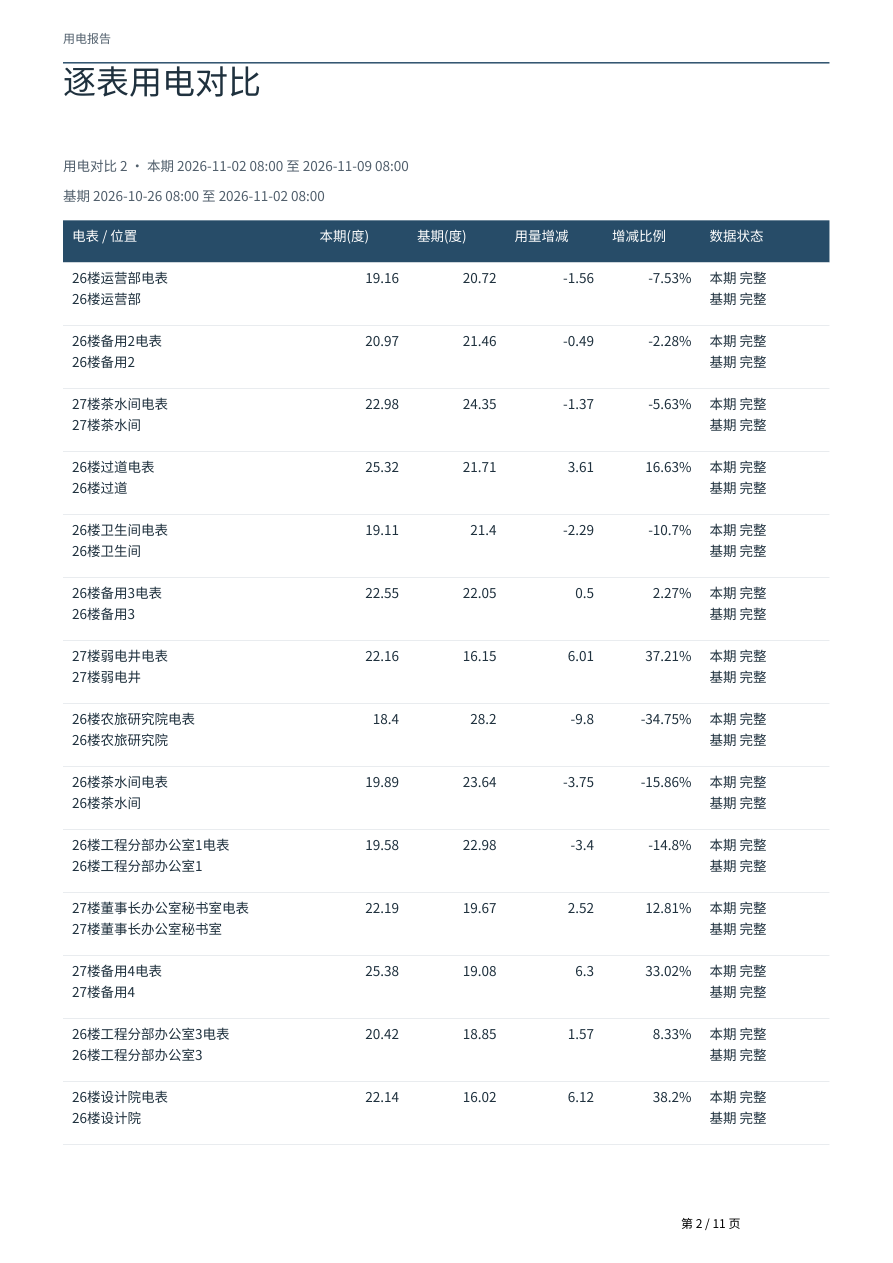 用电报告
逐表用电对比
用电对比 2 · 本期 2026-11-02 08:00 至 2026-11-09 08:00
基期 2026-10-26 08:00 至 2026-11-02 08:00
电表 / 位置 本期(度) 基期(度) 用量增减 增减比例 数据状态
26楼运营部电表 19.16 20.72 -1.56 -7.53% 本期 完整
26楼运营部 基期 完整
26楼备用2电表 20.97 21.46 -0.49 -2.28% 本期 完整
26楼备用2 基期 完整
27楼茶水间电表 22.98 24.35 -1.37 -5.63% 本期 完整
27楼茶水间 基期 完整
26楼过道电表 25.32 21.71 3.61 16.63% 本期 完整
26楼过道 基期 完整
26楼卫生间电表 19.11 21.4 -2.29 -10.7% 本期 完整
26楼卫生间 基期 完整
26楼备用3电表 22.55 22.05 0.5 2.27% 本期 完整
26楼备用3 基期 完整
27楼弱电井电表 22.16 16.15 6.01 37.21% 本期 完整
27楼弱电井 基期 完整
26楼农旅研究院电表 18.4 28.2 -9.8 -34.75% 本期 完整
26楼农旅研究院 基期 完整
26楼茶水间电表 19.89 23.64 -3.75 -15.86% 本期 完整
26楼茶水间 基期 完整
26楼工程分部办公室1电表 19.58 22.98 -3.4 -14.8% 本期 完整
26楼工程分部办公室1 基期 完整
27楼董事长办公室秘书室电表 22.19 19.67 2.52 12.81% 本期 完整
27楼董事长办公室秘书室 基期 完整
27楼备用4电表 25.38 19.08 6.3 33.02% 本期 完整
27楼备用4 基期 完整
26楼工程分部办公室3电表 20.42 18.85 1.57 8.33% 本期 完整
26楼工程分部办公室3 基期 完整
26楼设计院电表 22.14 16.02 6.12 38.2% 本期 完整
26楼设计院 基期 完整
第 2 / 11 页